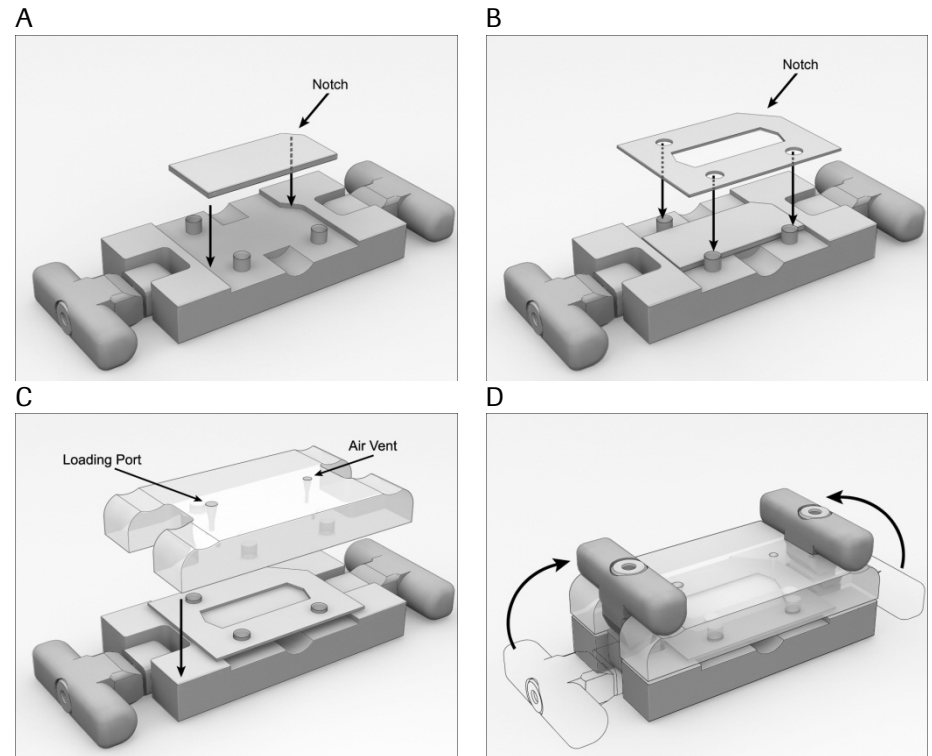 A
Notch
B
Notch
C
Loading Port
Air Vent
D